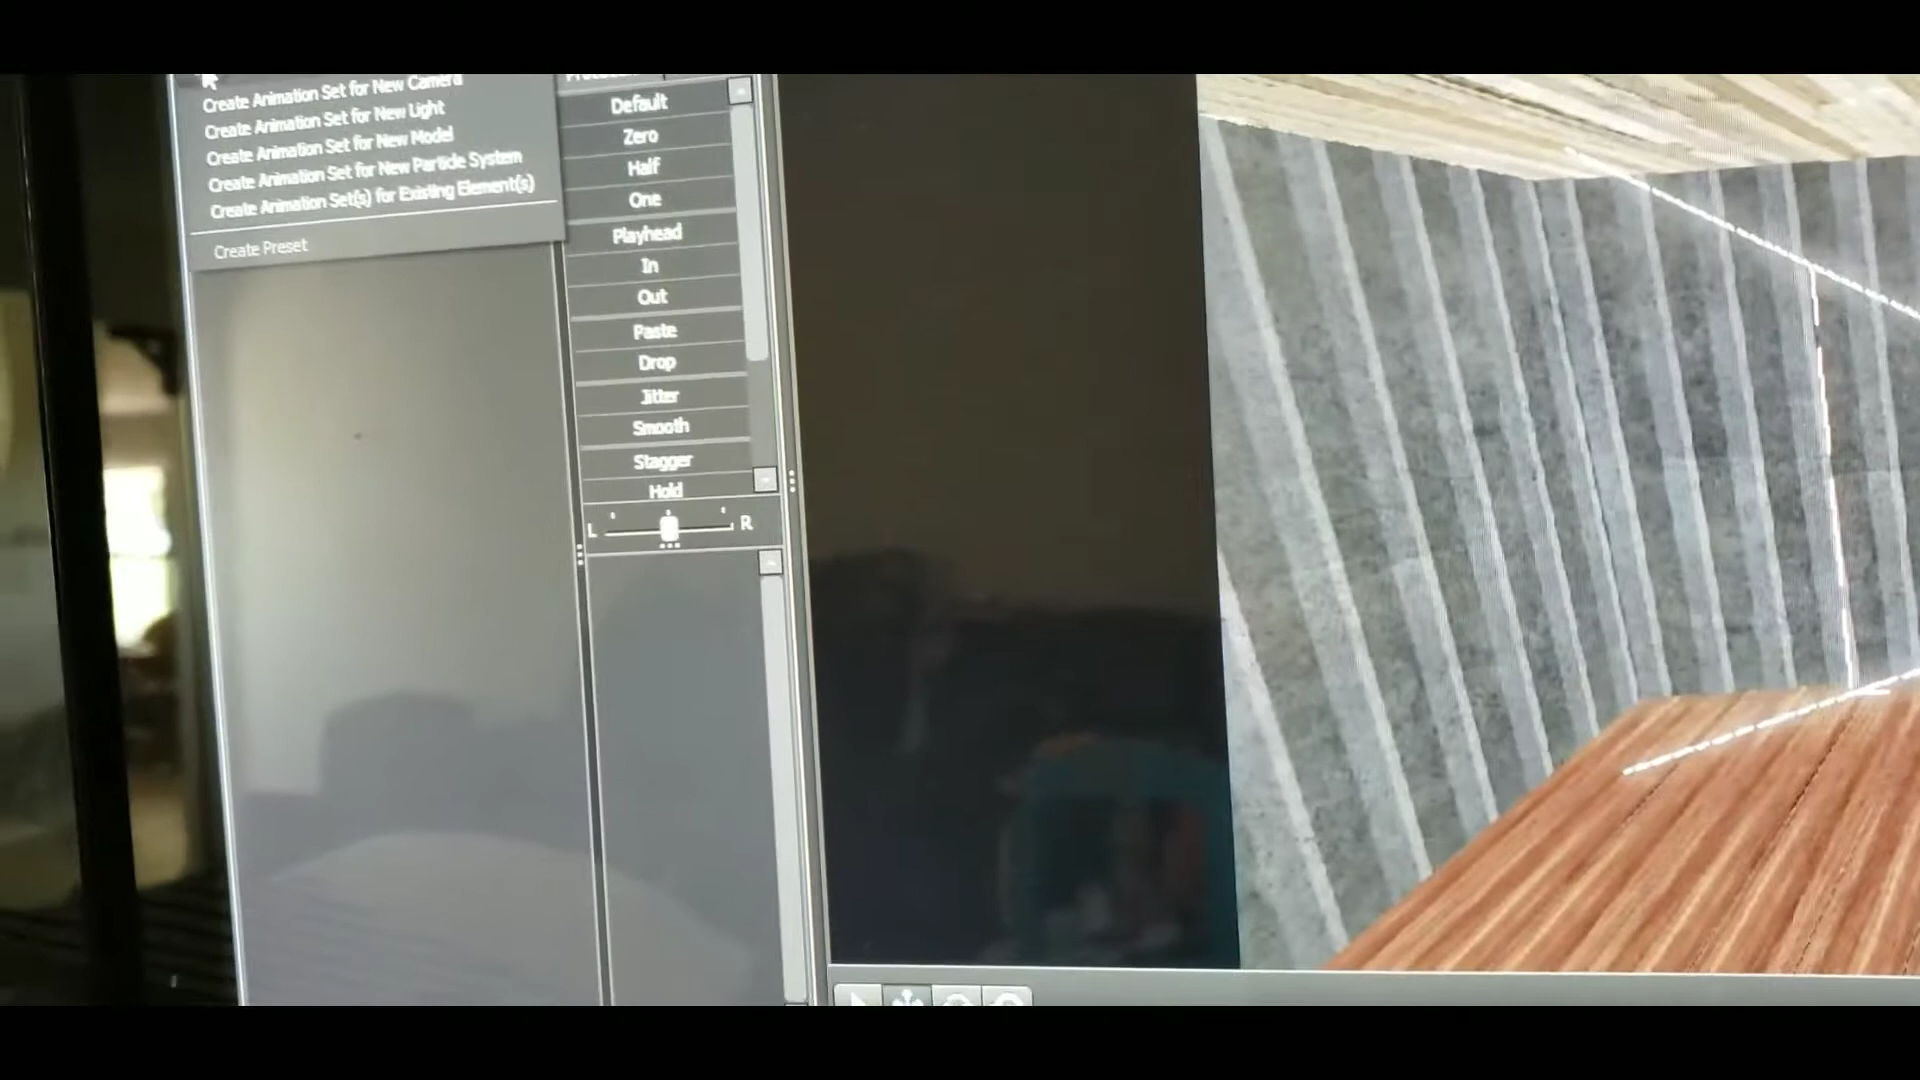 Create Animation Set for New Camera
Create Animation Set for New Light
Create Animation Set for New Model
Create Animation Set for New Particle System
Create Animation Set(s) for Existing Element(s)
Create Preset
Default
Zero
Half
One
Playhead
In
Out
Paste
Drop
Jitter
Smooth
Stagger
Hold
L R